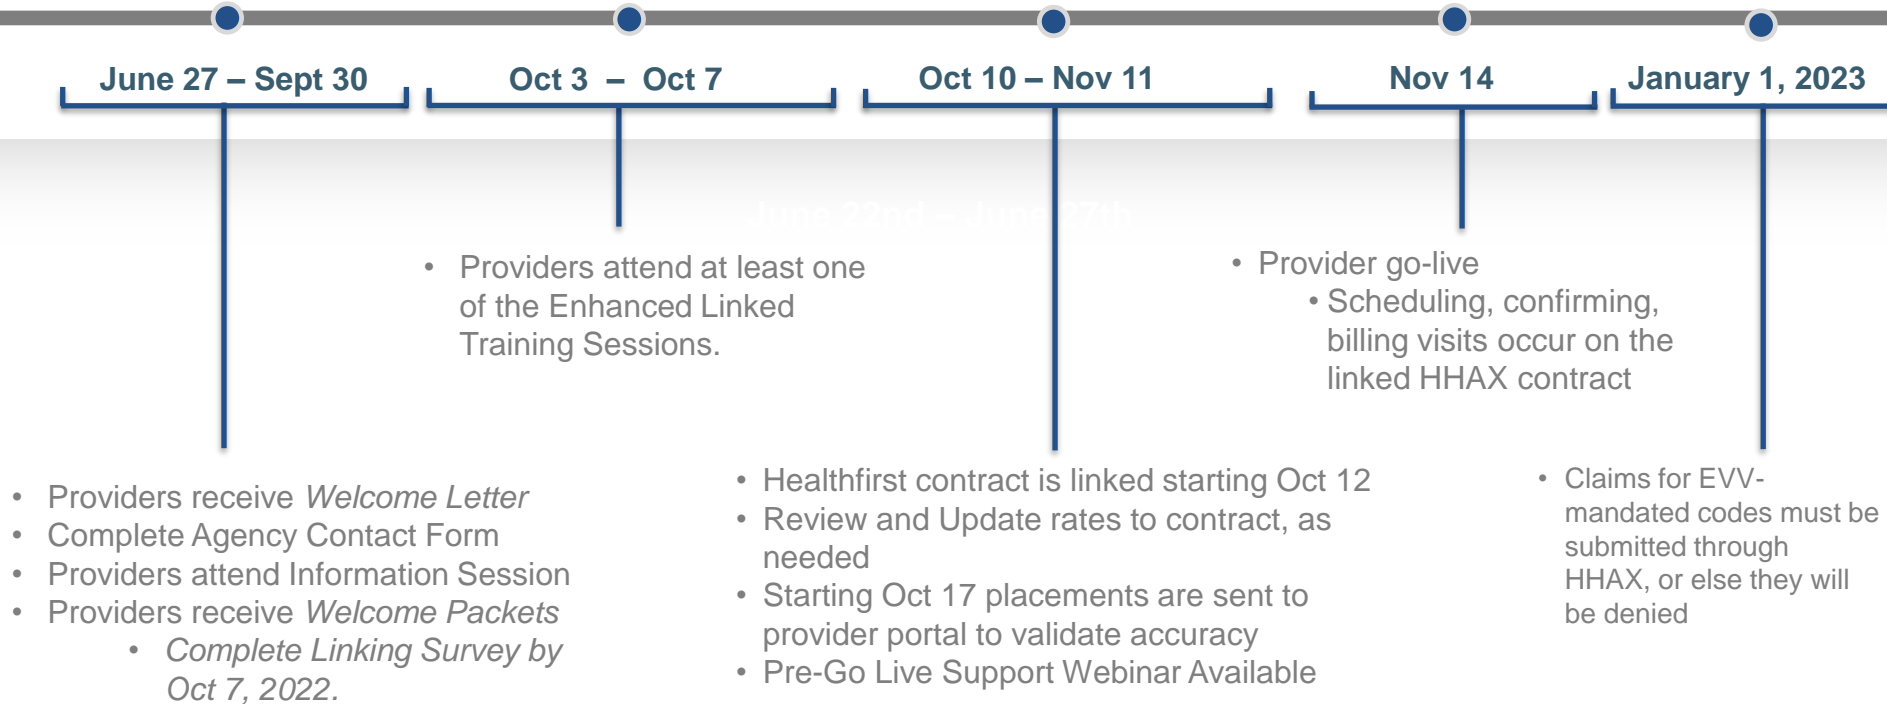 June 27 – Sept 30
Oct 3 – Oct 7
Oct 10 – Nov 11
Nov 14
January 1, 2023
June 22nd – June 27th
• Providers attend at least one
of the Enhanced Linked
Training Sessions.
• Provider go-live
• Scheduling, confirming,
billing visits occur on the
linked HHAX contract
• Providers receive Welcome Letter
• Complete Agency Contact Form
• Providers attend Information Session
• Providers receive Welcome Packets
• Complete Linking Survey by
Oct 7, 2022.
• Healthfirst contract is linked starting Oct 12
• Review and Update rates to contract, as
needed
• Starting Oct 17 placements are sent to
provider portal to validate accuracy
• Pre-Go Live Support Webinar Available
• Claims for EVV-
mandated codes must be
submitted through
HHAX, or else they will
be denied